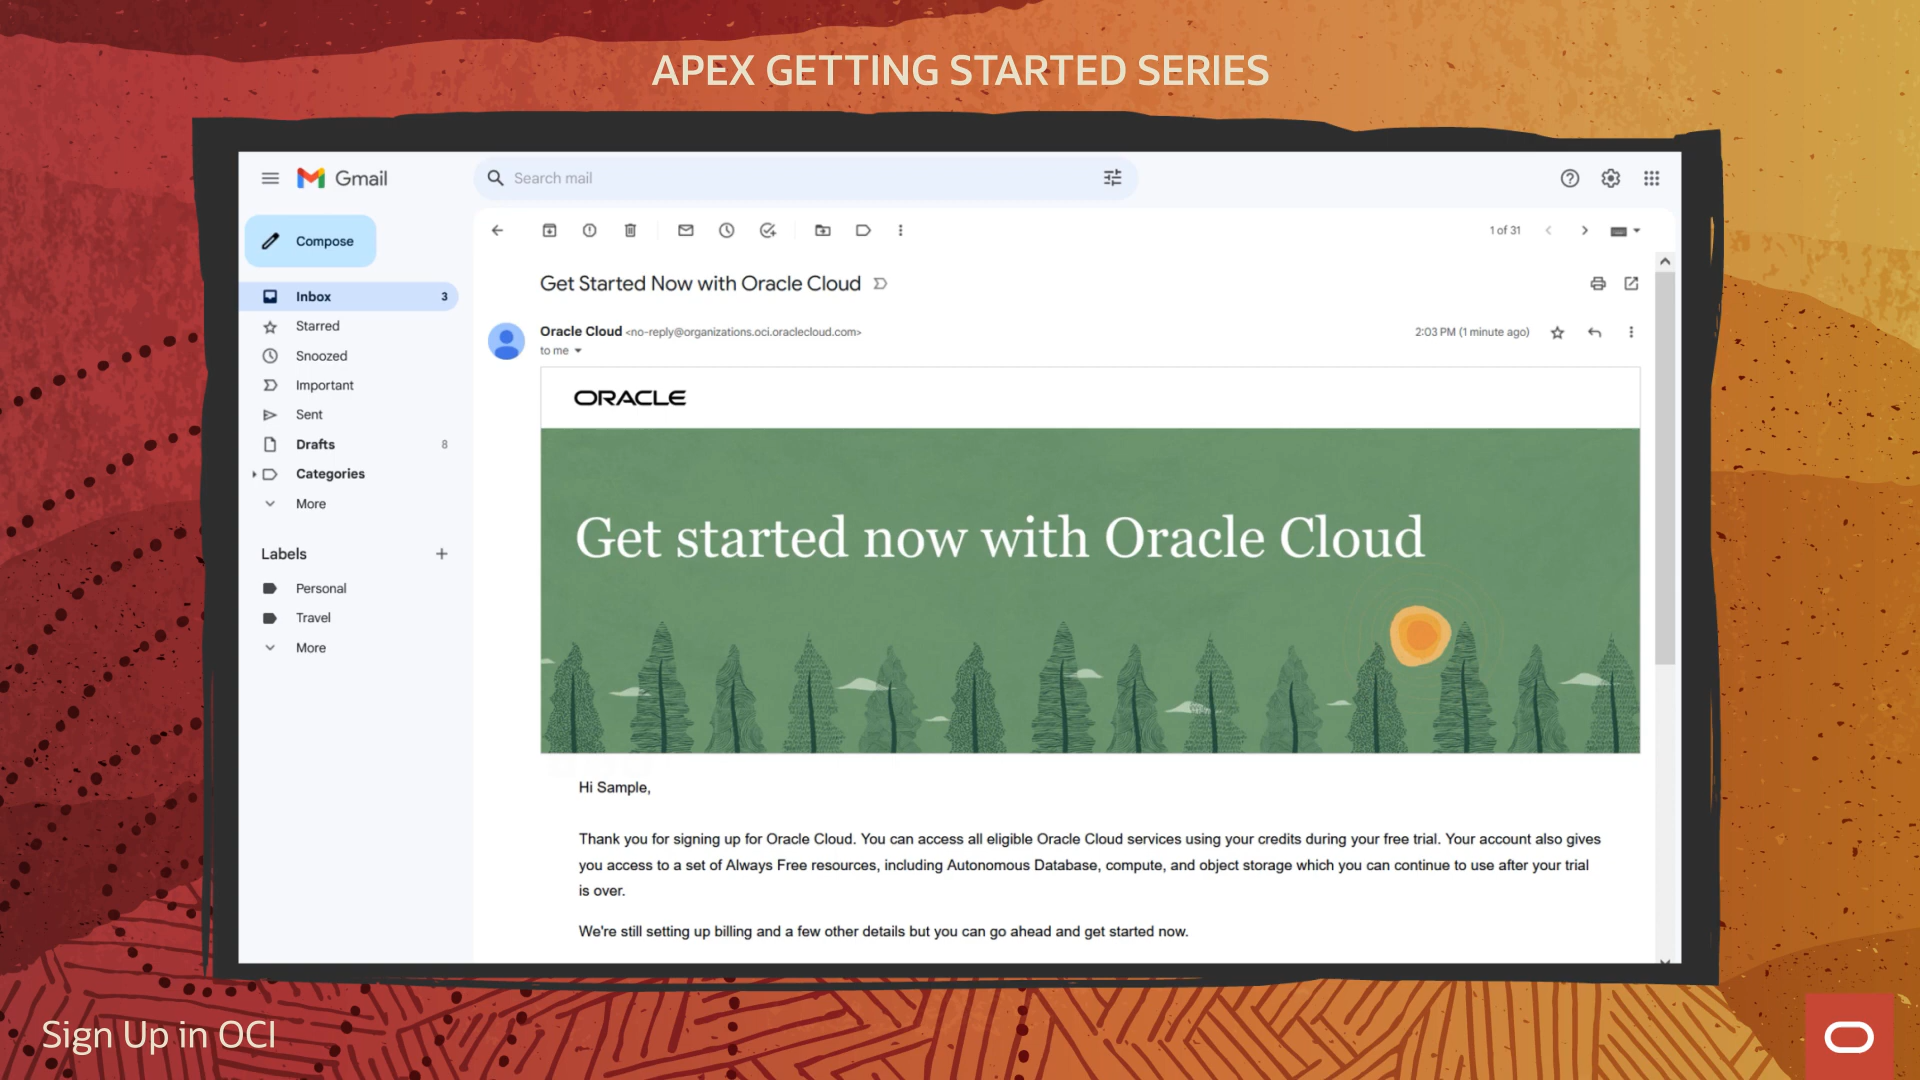 APEX GETTING STARTED SERIES
Gmail
Search mail
Compose
1 of 31
Inbox 3
Starred
Snoozed
Important
Sent
Drafts 8
Categories
More
Labels
Personal
Travel
More
Get Started Now with Oracle Cloud
Oracle Cloud <no-reply@organizations.oci.oraclecloud.com>
2:03 PM (1 minute ago)
to me
ORACLE
Get started now with Oracle Cloud
Hi Sample,
Thank you for signing up for Oracle Cloud. You can access all eligible Oracle Cloud services using your credits during your free trial. Your account also gives
you access to a set of Always Free resources, including Autonomous Database, compute, and object storage which you can continue to use after your trial
is over.
We're still setting up billing and a few other details but you can go ahead and get started now.
Sign Up in OCI